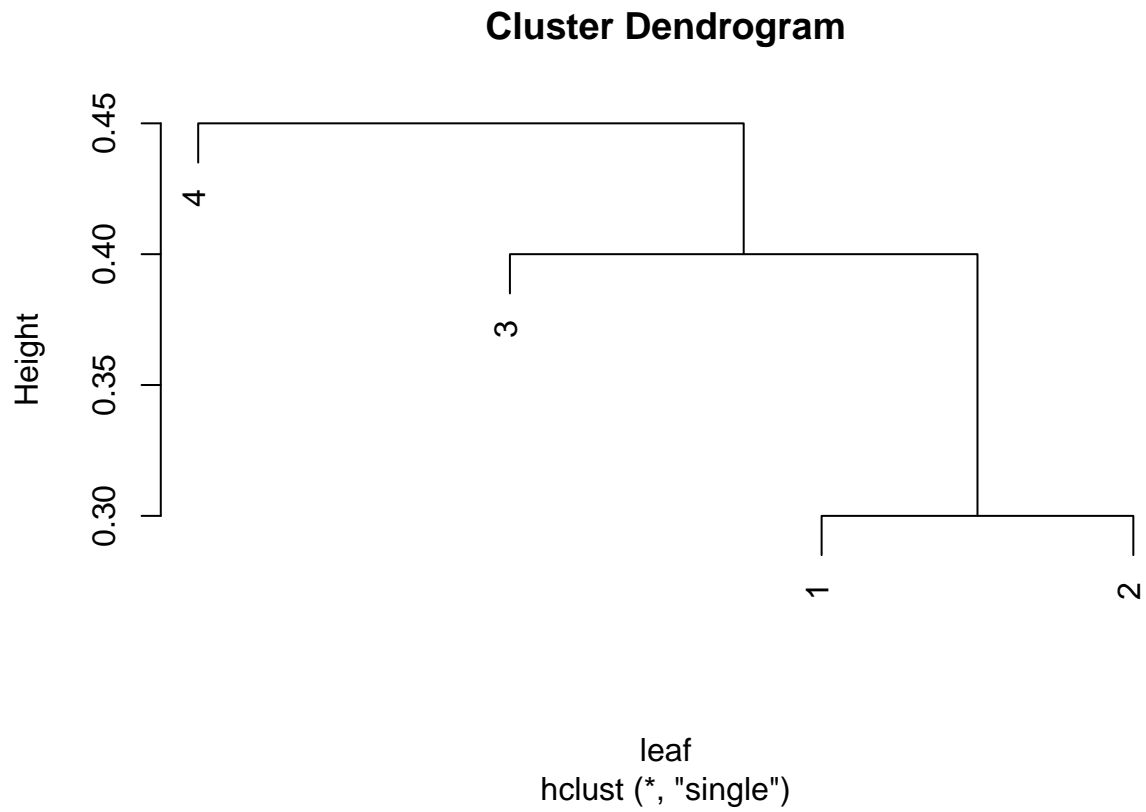 Cluster Dendrogram
Height
0.45
0.40
0.35
0.30
4
3
1
2
leaf
hclust (*, "single")